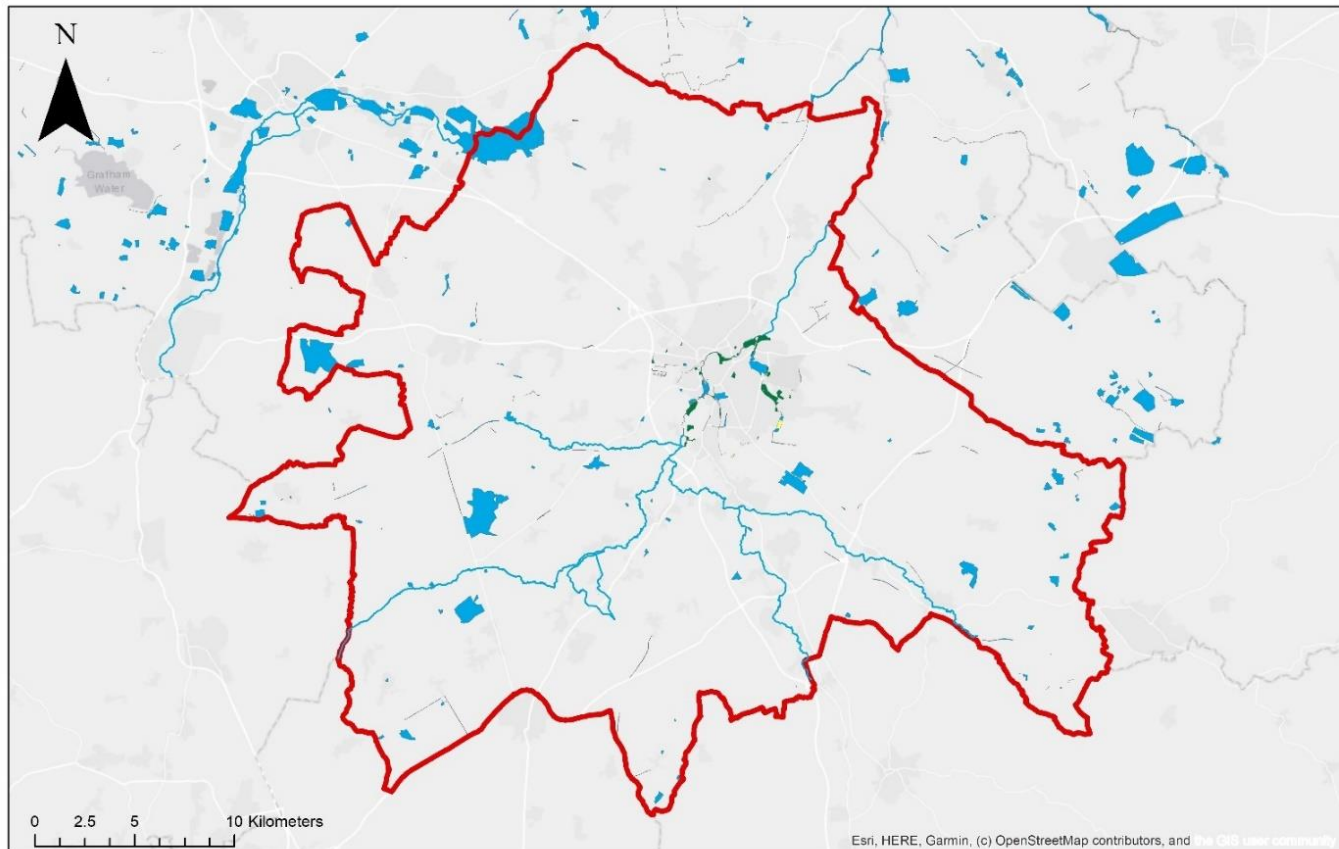 N
Grafham
Water
0 2.5 5 10 Kilometers
Esri, HERE, Garmin, (c) OpenStreetMap contributors, and the GIS user community